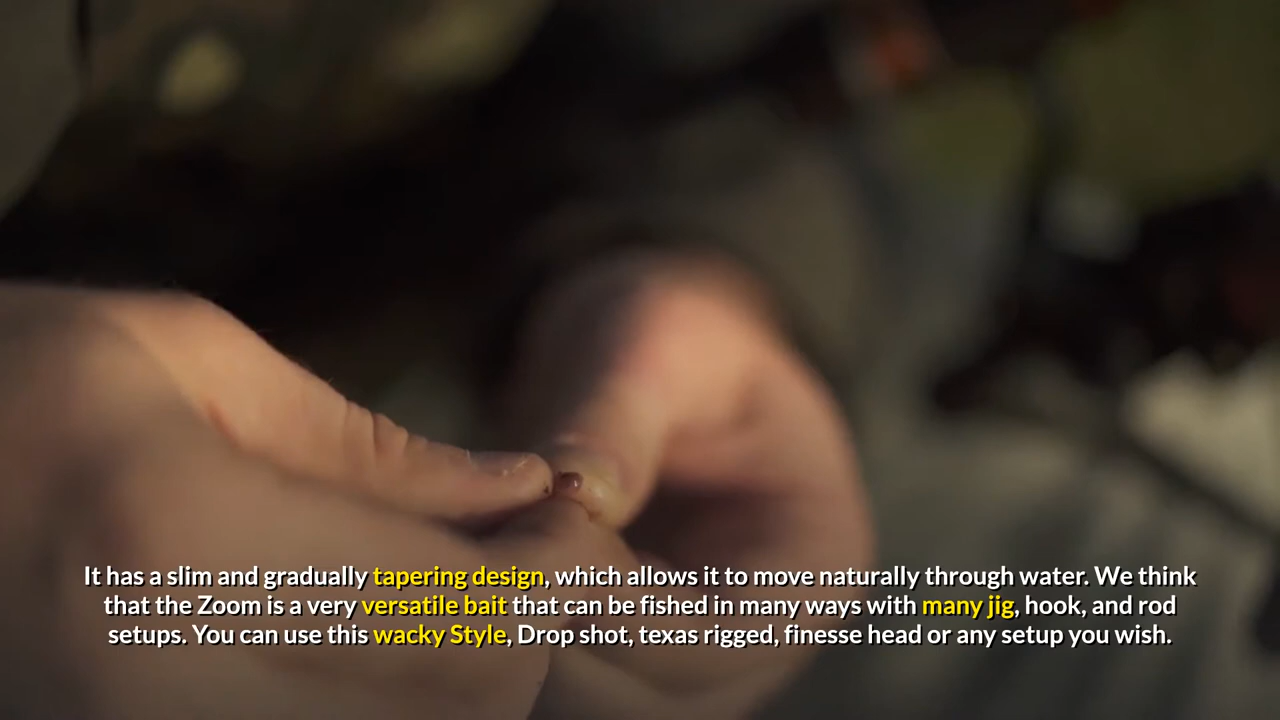 It has a slim and gradually tapering design, which allows it to move naturally through water. We think
that the Zoom is a very versatile bait that can be fished in many ways with many jig, hook, and rod
setups. You can use this wacky Style, Drop shot, texas rigged, finesse head or any setup you wish.